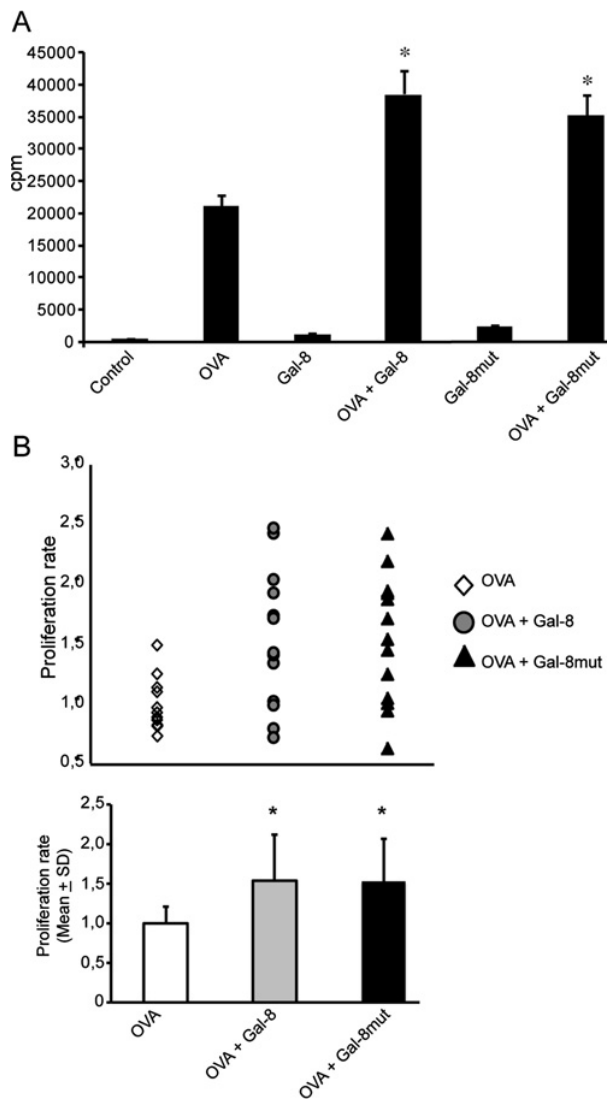 A
45000
40000
35000
30000
25000
20000
15000
10000
5000
0
cpm
*
*
Control
OVA
Gal-8
OVA + Gal-8
Gal-8mut
OVA + Gal-8mut
B
3,0
2,5
2,0
1,5
1,0
0,5
Proliferation rate
OVA
OVA + Gal-8
OVA + Gal-8mut
2,5
2,0
1,5
1,0
0,5
0
Proliferation rate
(Mean ± SD)
*
*
OVA
OVA + Gal-8
OVA + Gal-8mut